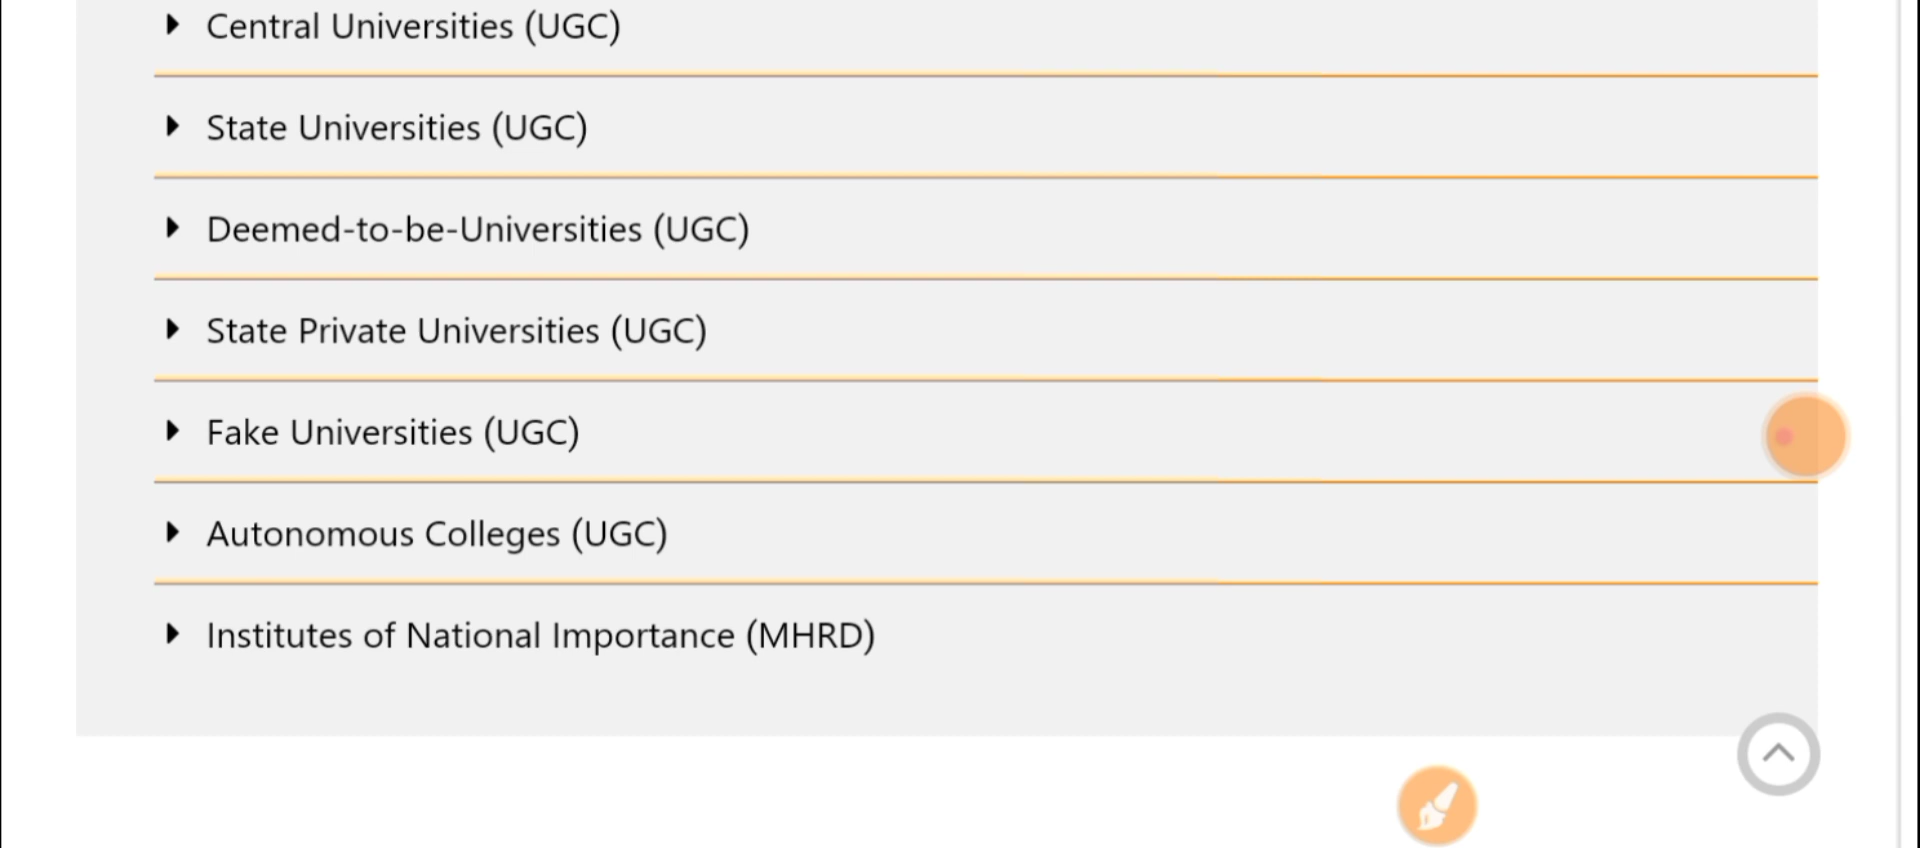 Central Universities (UGC)
State Universities (UGC)
Deemed-to-be-Universities (UGC)
State Private Universities (UGC)
Fake Universities (UGC)
Autonomous Colleges (UGC)
Institutes of National Importance (MHRD)